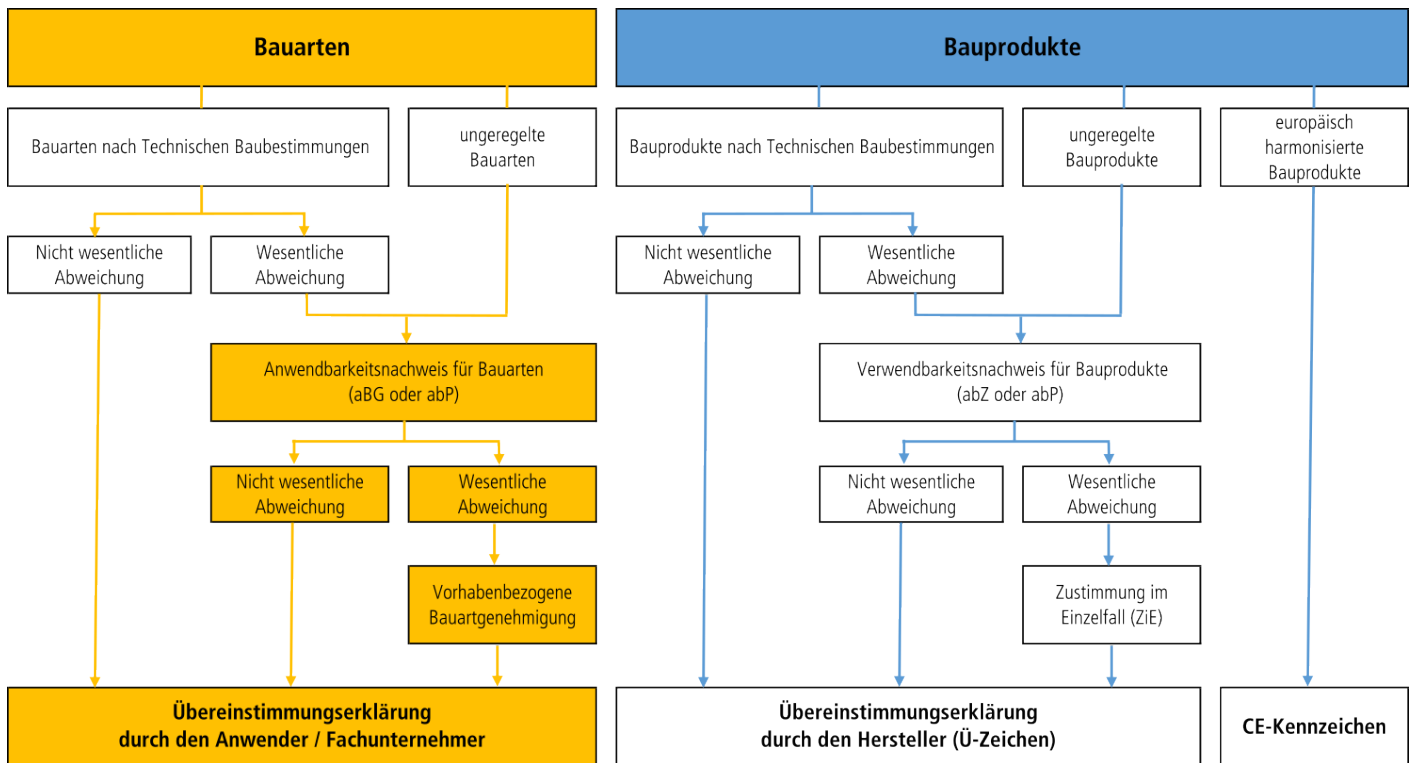 Bauarten
Bauarten nach Technischen Baubestimmungen
ungeregelte
Bauarten
Nicht wesentliche
Abweichung
Wesentliche
Abweichung
Anwendbarkeitsnachweis für Bauarten
(aBG oder abP)
Nicht wesentliche
Abweichung
Wesentliche
Abweichung
Vorhabenbezogene
Bauartgenehmigung
Übereinstimmungserklärung
durch den Anwender / Fachunternehmer
Bauprodukte
Bauprodukte nach Technischen Baubestimmungen
ungeregelte
Bauprodukte
europäisch
harmonisierte
Bauprodukte
Nicht wesentliche
Abweichung
Wesentliche
Abweichung
Verwendbarkeitsnachweis für Bauprodukte
(abZ oder abP)
Nicht wesentliche
Abweichung
Wesentliche
Abweichung
Zustimmung im
Einzelfall (ZiE)
Übereinstimmungserklärung
durch den Hersteller (Ü-Zeichen)
CE-Kennzeichen